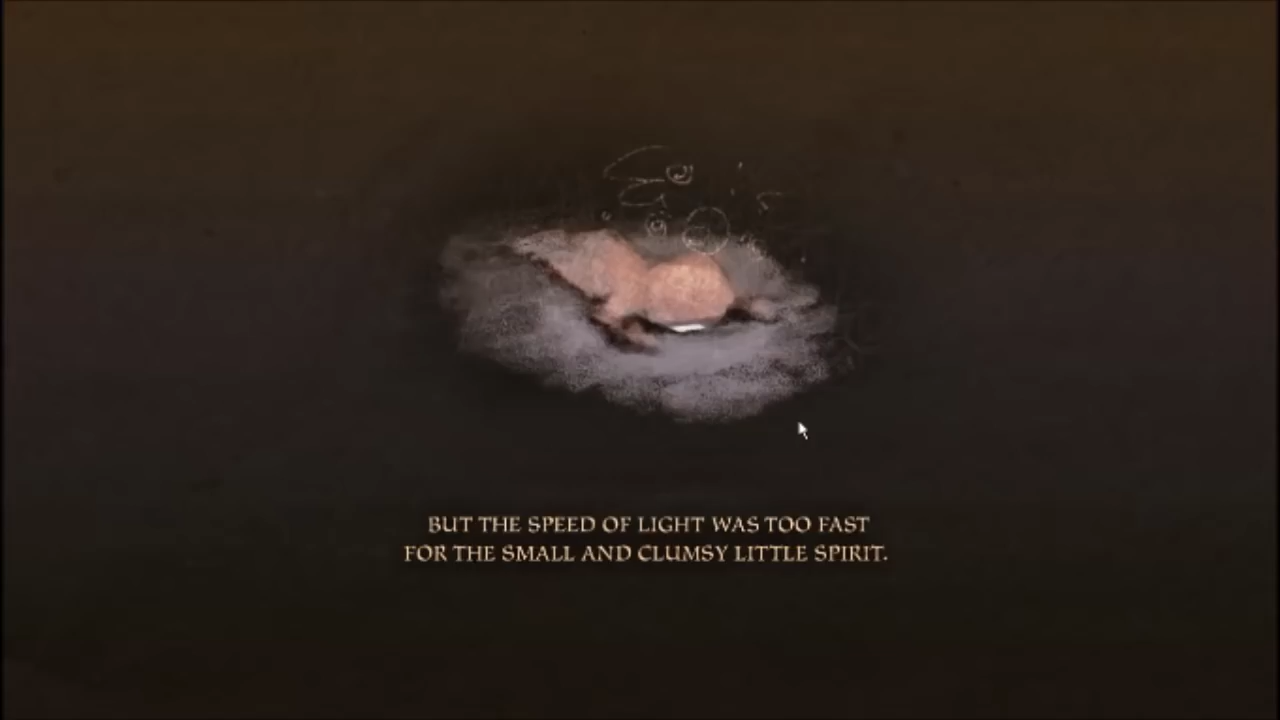 BUT THE SPEED OF LIGHT WAS TOO FAST
FOR THE SMALL AND CLUMSY LITTLE SPIRIT.